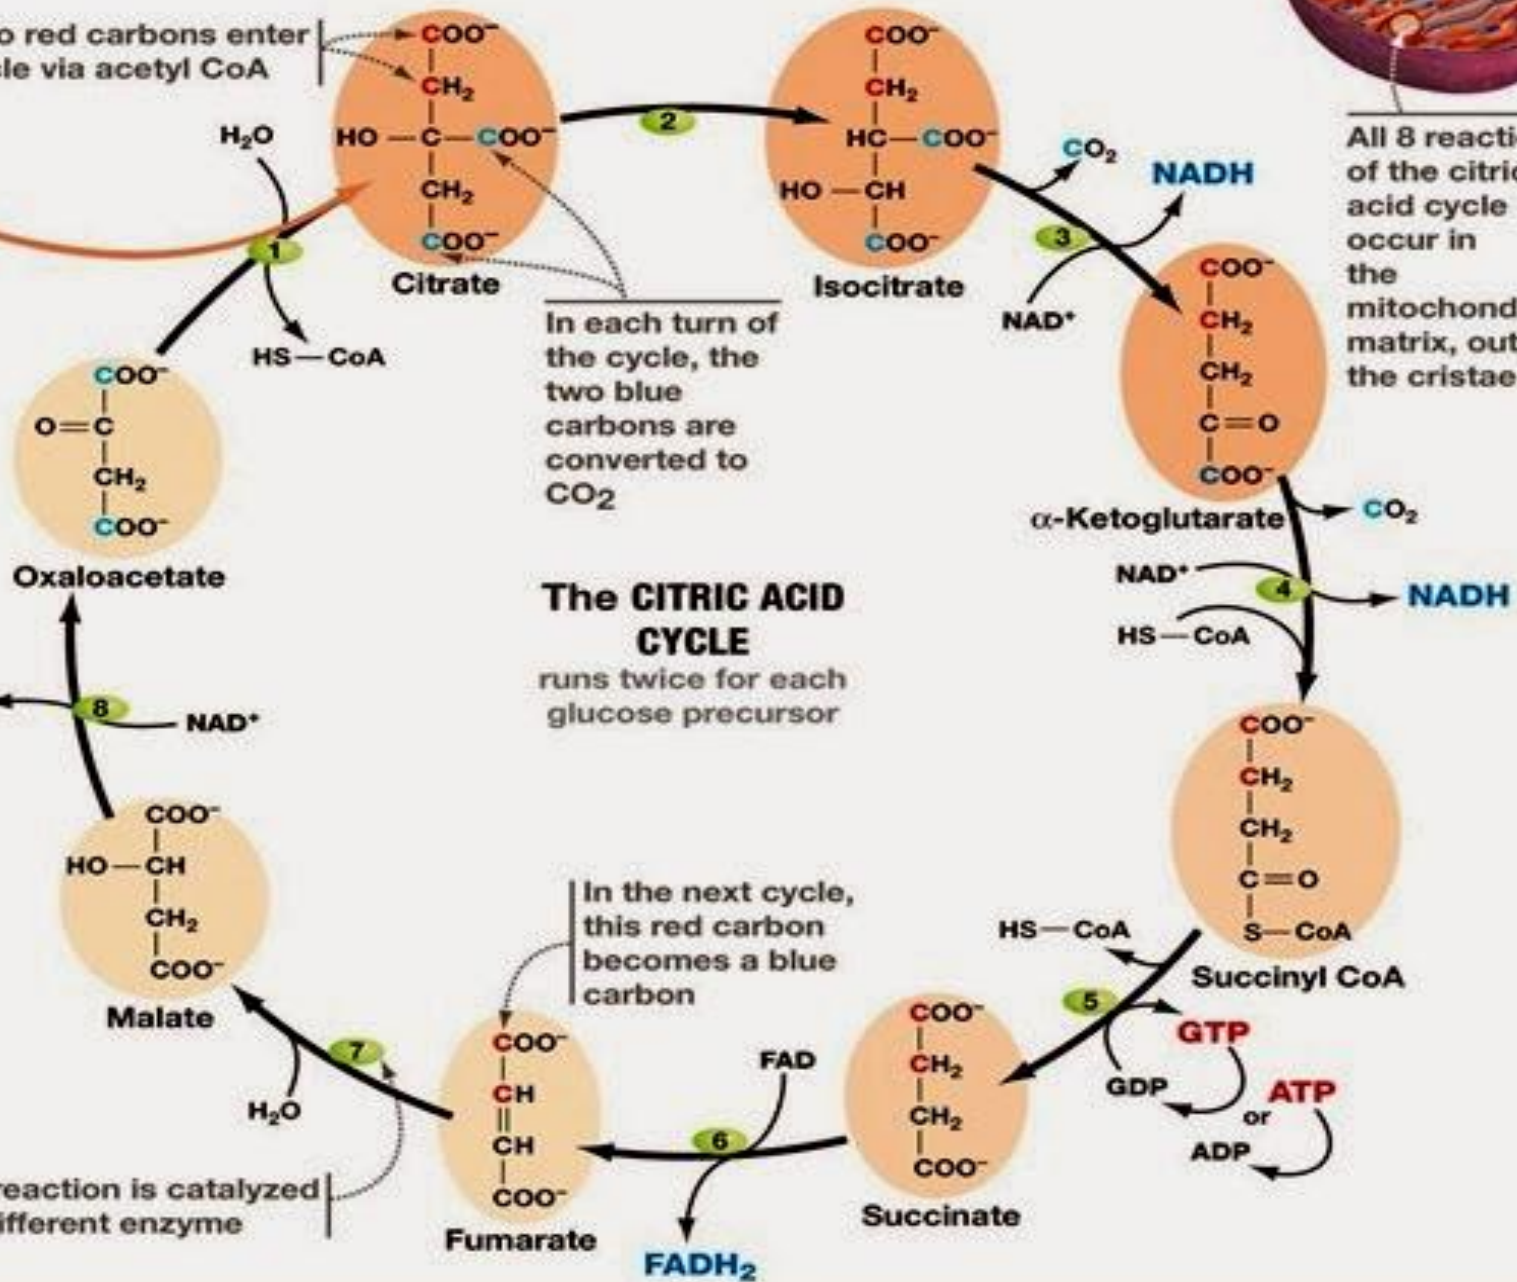 o red carbons enter
cle via acetyl CoA
COO⁻
CH₂
HO—C—COO⁻
CH₂
COO⁻
Citrate
H₂O
1
HS—CoA
2
COO⁻
CH₂
HC—COO⁻
HO—CH
COO⁻
Isocitrate
CO₂
NADH
3
NAD⁺
All 8 reacti
of the citric
acid cycle
occur in
the
mitochond
matrix, out
the cristae
In each turn of
the cycle, the
two blue
carbons are
converted to
CO2
COO⁻
CH₂
CH₂
C=O
COO⁻
α-Ketoglutarate
CO₂
NAD⁺
4
NADH
HS—CoA
COO⁻
O=C
CH₂
COO⁻
Oxaloacetate
The CITRIC ACID
CYCLE
runs twice for each
glucose precursor
8
NAD⁺
COO⁻
CH₂
CH₂
C=O
S—CoA
Succinyl CoA
COO⁻
HO—CH
CH₂
COO⁻
Malate
In the next cycle,
this red carbon
becomes a blue
carbon
HS—CoA
5
GTP
GDP
or
ATP
ADP
COO⁻
CH₂
CH₂
COO⁻
Succinate
FAD
6
FADH₂
COO⁻
CH
CH
COO⁻
Fumarate
7
H₂O
reaction is catalyzed
ifferent enzyme